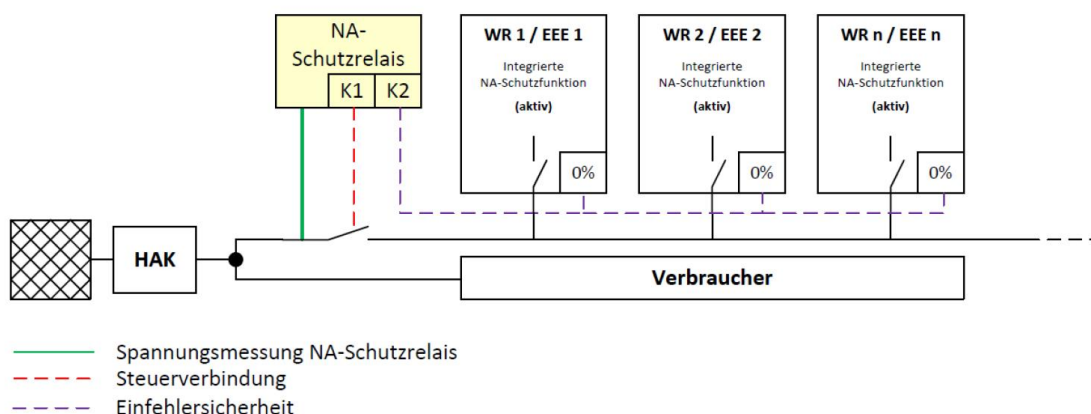 NA-
Schutzrelais
K1 K2
WR 1 / EEE 1
Integrierte
NA-Schutzfunktion
(aktiv)
0%
WR 2 / EEE 2
Integrierte
NA-Schutzfunktion
(aktiv)
0%
WR n / EEE n
Integrierte
NA-Schutzfunktion
(aktiv)
0%
HAK
Verbraucher
Spannungsmessung NA-Schutzrelais
Steuerverbindung
Einfehlersicherheit